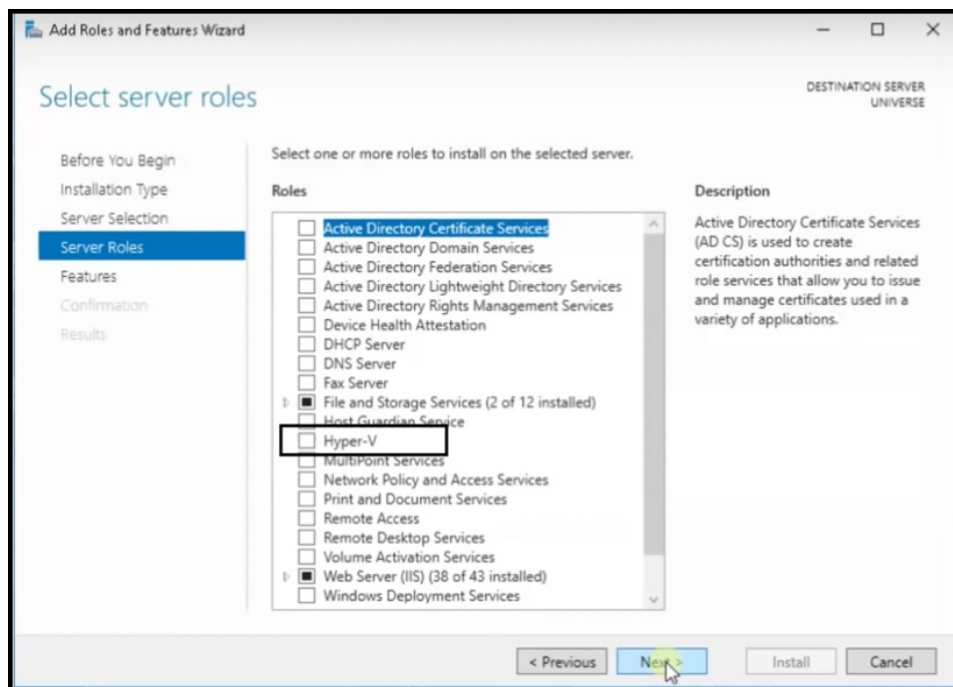 Add Roles and Features Wizard
Select server roles
DESTINATION SERVER
UNIVERSE
Before You Begin
Installation Type
Server Selection
Server Roles
Features
Confirmation
Results
Select one or more roles to install on the selected server.
Roles
Active Directory Certificate Services
Active Directory Domain Services
Active Directory Federation Services
Active Directory Lightweight Directory Services
Active Directory Rights Management Services
Device Health Attestation
DHCP Server
DNS Server
Fax Server
File and Storage Services (2 of 12 installed)
Host Guardian Service
Hyper-V
MultiPoint Services
Network Policy and Access Services
Print and Document Services
Remote Access
Remote Desktop Services
Volume Activation Services
Web Server (IIS) (38 of 43 installed)
Windows Deployment Services
Description
Active Directory Certificate Services
(AD CS) is used to create
certification authorities and related
role services that allow you to issue
and manage certificates used in a
variety of applications.
< Previous
Next >
Install
Cancel